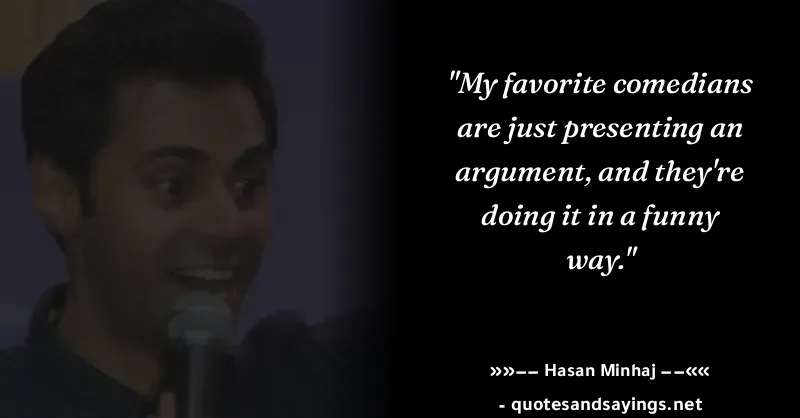 "My favorite comedians
are just presenting an
argument, and they're
doing it in a funny
way."
»»–– Hasan Minhaj ––««
- quotesandsayings.net